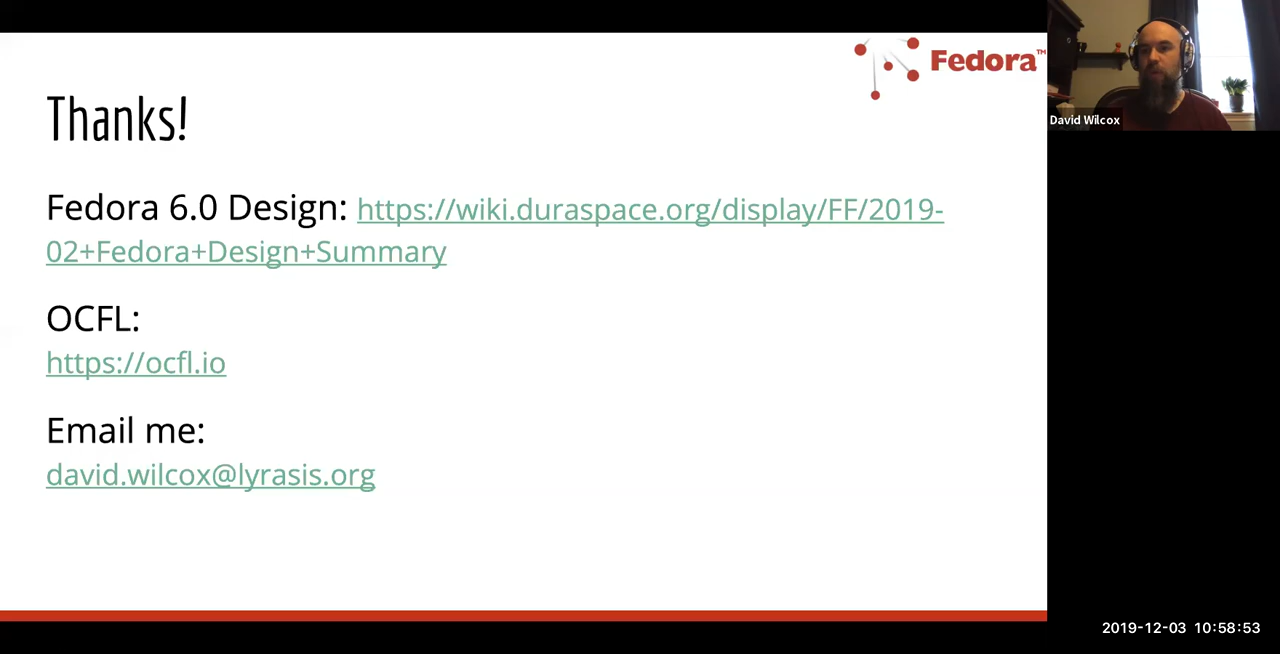 Fedora™
Thanks!
Fedora 6.0 Design: https://wiki.duraspace.org/display/FF/2019-
02+Fedora+Design+Summary
OCFL:
https://ocfl.io
Email me:
david.wilcox@lyrasis.org
David Wilcox
2019-12-03 10:58:53